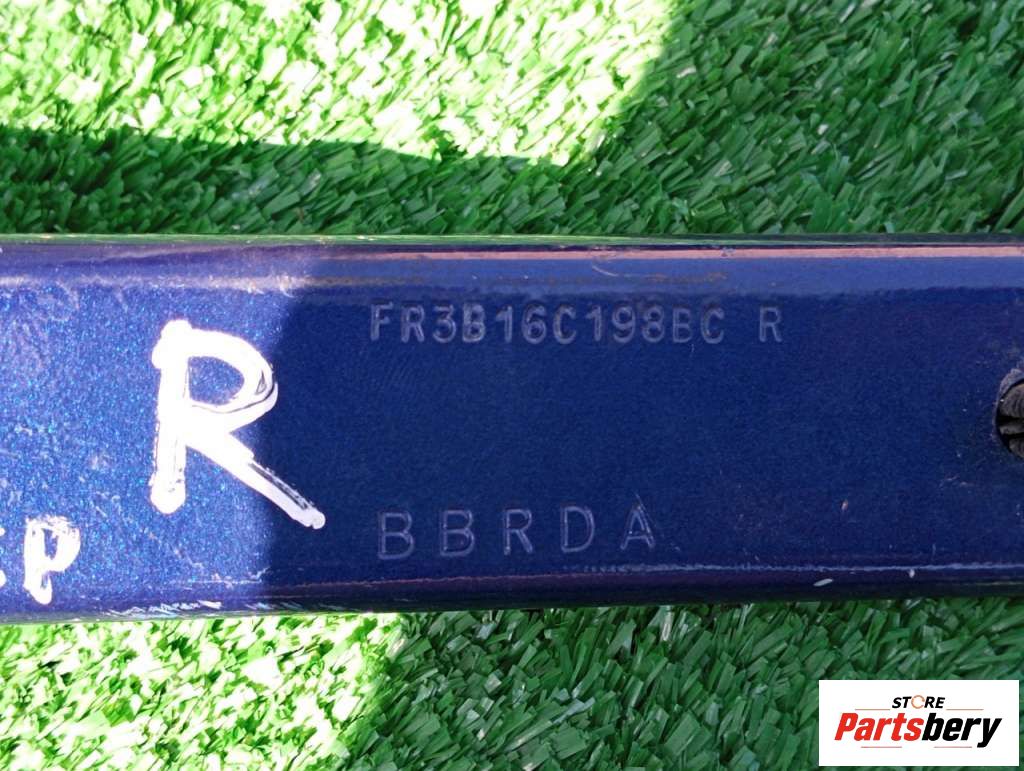 FR3B16C198BC R
R
BBRDA
STORE
Partsbery